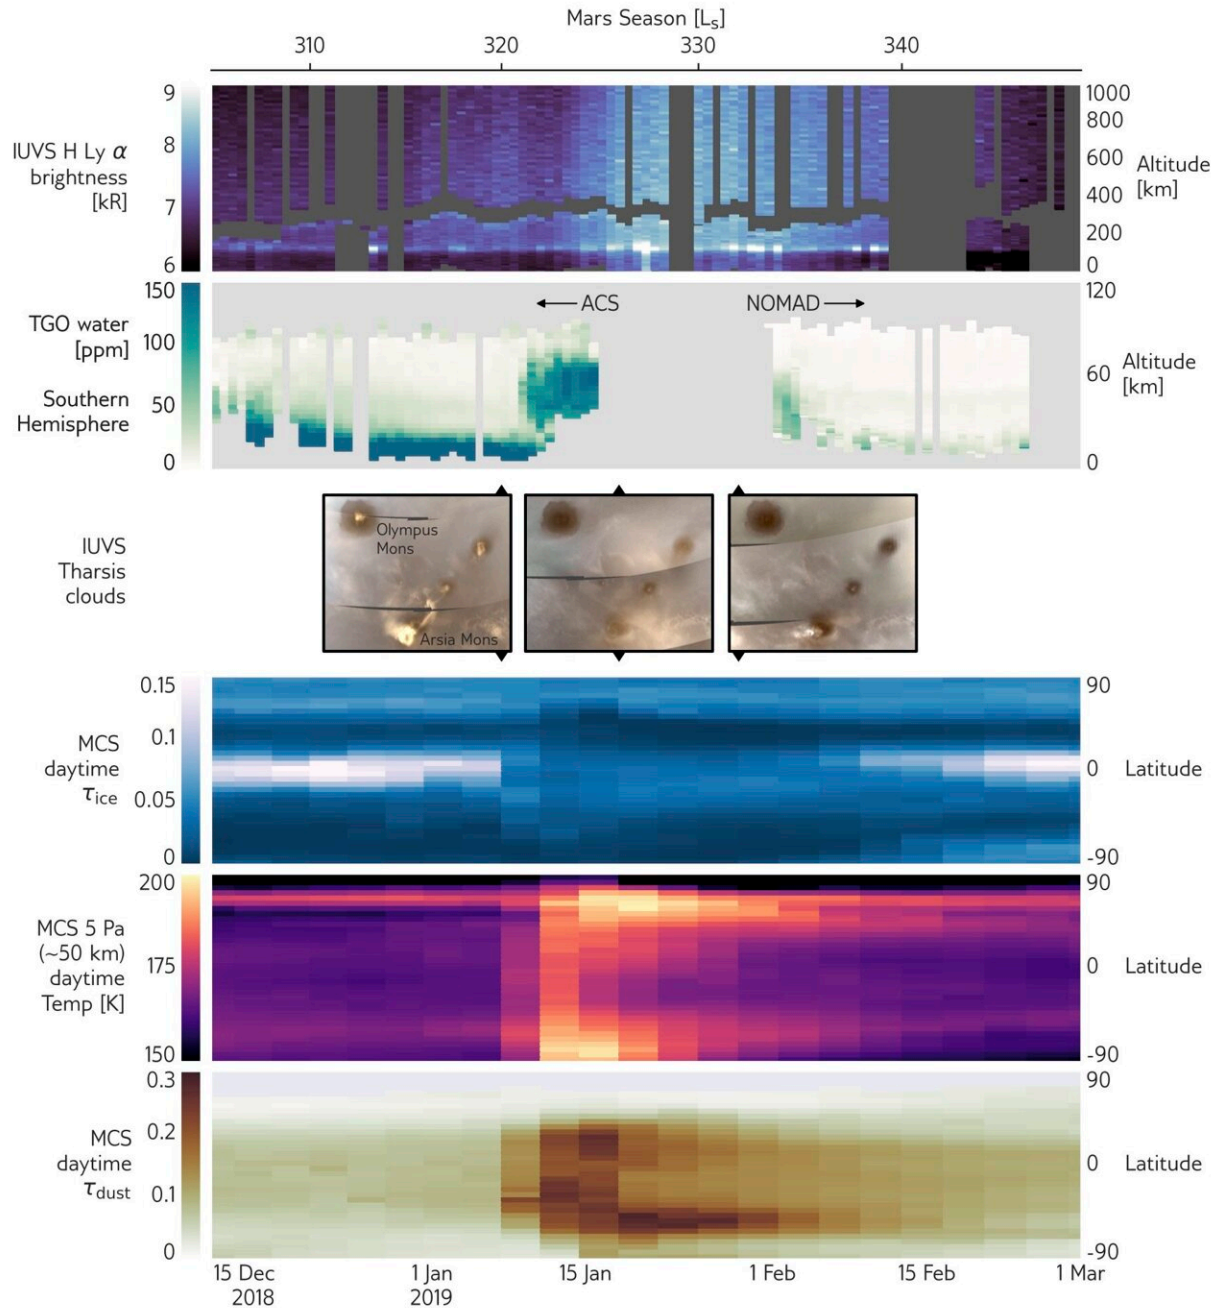 Mars Season [Ls]
310 320 330 340
IUVS H Ly α
brightness
[kR]
9
8
7
6
1000
800
600
400
200
0
Altitude
[km]
TGO water
[ppm]
Southern
Hemisphere
150
100
50
0
← ACS
NOMAD →
120
60
0
Altitude
[km]
IUVS
Tharsis
clouds
Olympus
Mons
Arsia Mons
MCS
daytime
τice
0.15
0.1
0.05
0
90
0
-90
Latitude
MCS 5 Pa
(~50 km)
daytime
Temp [K]
200
175
150
90
0
-90
Latitude
MCS
daytime
τdust
0.3
0.2
0.1
0
90
0
-90
Latitude
15 Dec 1 Jan 15 Jan 1 Feb 15 Feb 1 Mar
2018 2019